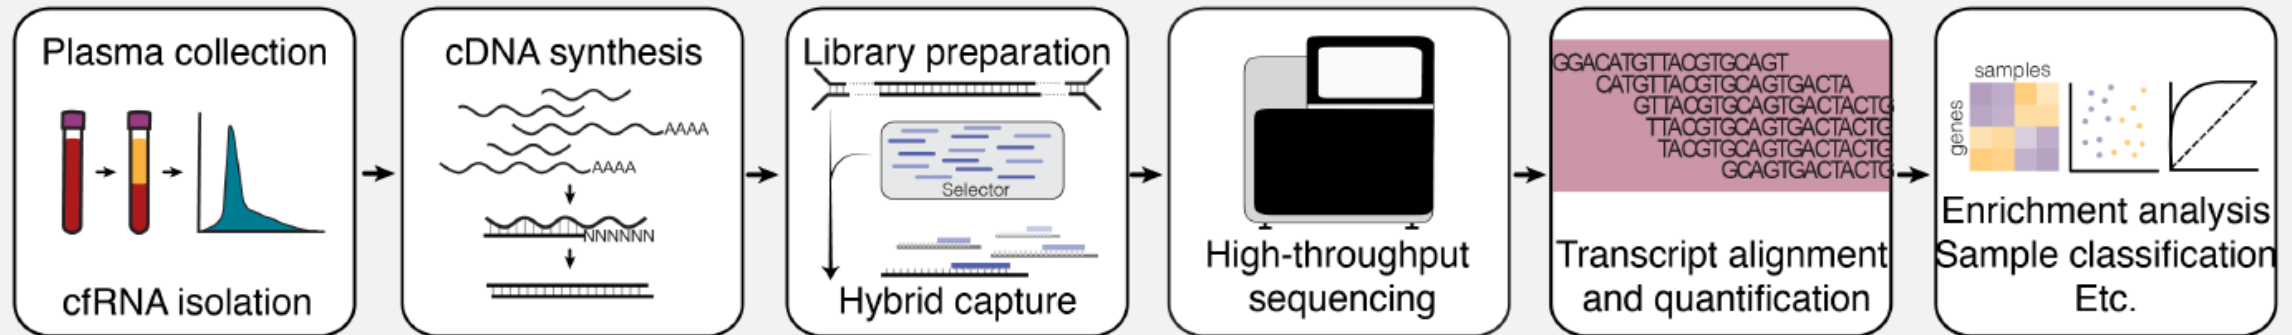 Plasma collection
cfRNA isolation
cDNA synthesis
AAAA
AAAA
NNNNNN
Library preparation
Selector
Hybrid capture
High-throughput
sequencing
GGACATGTTACGTGCAGT
CATGTTACGTGCAGTGACTA
GTTACGTGCAGTGACTACTG
TTACGTGCAGTGACTACTG
TACGTGCAGTGACTACTG
GCAGTGACTACTG
Transcript alignment
and quantification
samples
genes
Enrichment analysis
Sample classification
Etc.